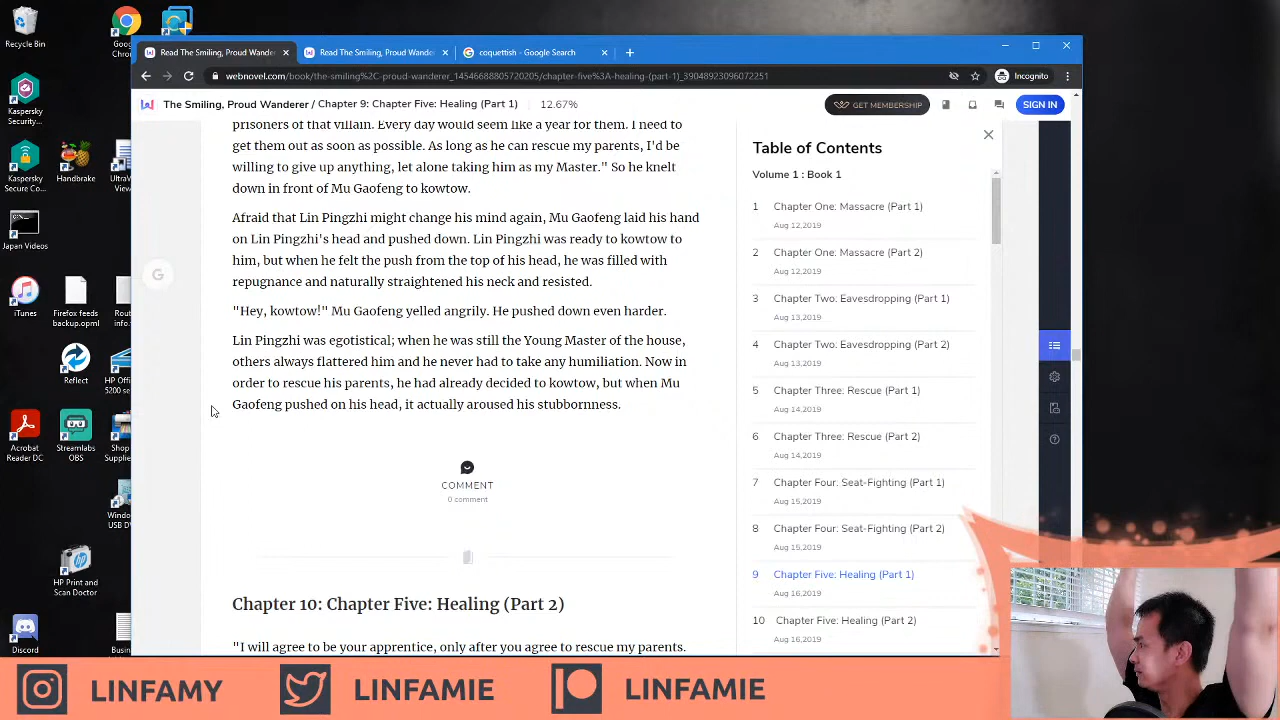 Recycle Bin
Goo
Chro
Kaspersky
Security...
Kaspersky
Secure Co...
Handbrake
UltraV
Japan Videos
iTunes
Firefox feeds
backup.opml
Route
info..
Reflect
HP Offi
5200 se
Acrobat
Reader DC
Streamlabs
OBS
Shop
Supplie
Window
USB DV
HP Print and
Scan Doctor
Discord
Busin
Read The Smiling, Proud Wander
Read The Smiling, Proud Wande
coquettish - Google Search
webnovel.com/book/the-smiling%2C-proud-wanderer_14546688805720205/chapter-five%3A-healing-(part-1)_39048923096072251
Incognito
The Smiling, Proud Wanderer / Chapter 9: Chapter Five: Healing (Part 1)
12.67%
GET MEMBERSHIP
SIGN IN
prisoners of that villain. Every day would seem like a year for them. I need to
get them out as soon as possible. As long as he can rescue my parents, I'd be
willing to give up anything, let alone taking him as my Master." So he knelt
down in front of Mu Gaofeng to kowtow.
Afraid that Lin Pingzhi might change his mind again, Mu Gaofeng laid his hand
on Lin Pingzhi's head and pushed down. Lin Pingzhi was ready to kowtow to
him, but when he felt the push from the top of his head, he was filled with
repugnance and naturally straightened his neck and resisted.
"Hey, kowtow!" Mu Gaofeng yelled angrily. He pushed down even harder.
Lin Pingzhi was egotistical; when he was still the Young Master of the house,
others always flattered him and he never had to take any humiliation. Now in
order to rescue his parents, he had already decided to kowtow, but when Mu
Gaofeng pushed on his head, it actually aroused his stubbornness.
COMMENT
0 comment
Chapter 10: Chapter Five: Healing (Part 2)
"I will agree to be your apprentice, only after you agree to rescue my parents.
Table of Contents
Volume 1 : Book 1
1 Chapter One: Massacre (Part 1)
Aug 12,2019
2 Chapter One: Massacre (Part 2)
Aug 12,2019
3 Chapter Two: Eavesdropping (Part 1)
Aug 13,2019
4 Chapter Two: Eavesdropping (Part 2)
Aug 13,2019
5 Chapter Three: Rescue (Part 1)
Aug 14,2019
6 Chapter Three: Rescue (Part 2)
Aug 14,2019
7 Chapter Four: Seat-Fighting (Part 1)
Aug 15,2019
8 Chapter Four: Seat-Fighting (Part 2)
Aug 15,2019
9 Chapter Five: Healing (Part 1)
Aug 16,2019
10 Chapter Five: Healing (Part 2)
Aug 16,2019
LINFAMY
LINFAMIE
LINFAMIE